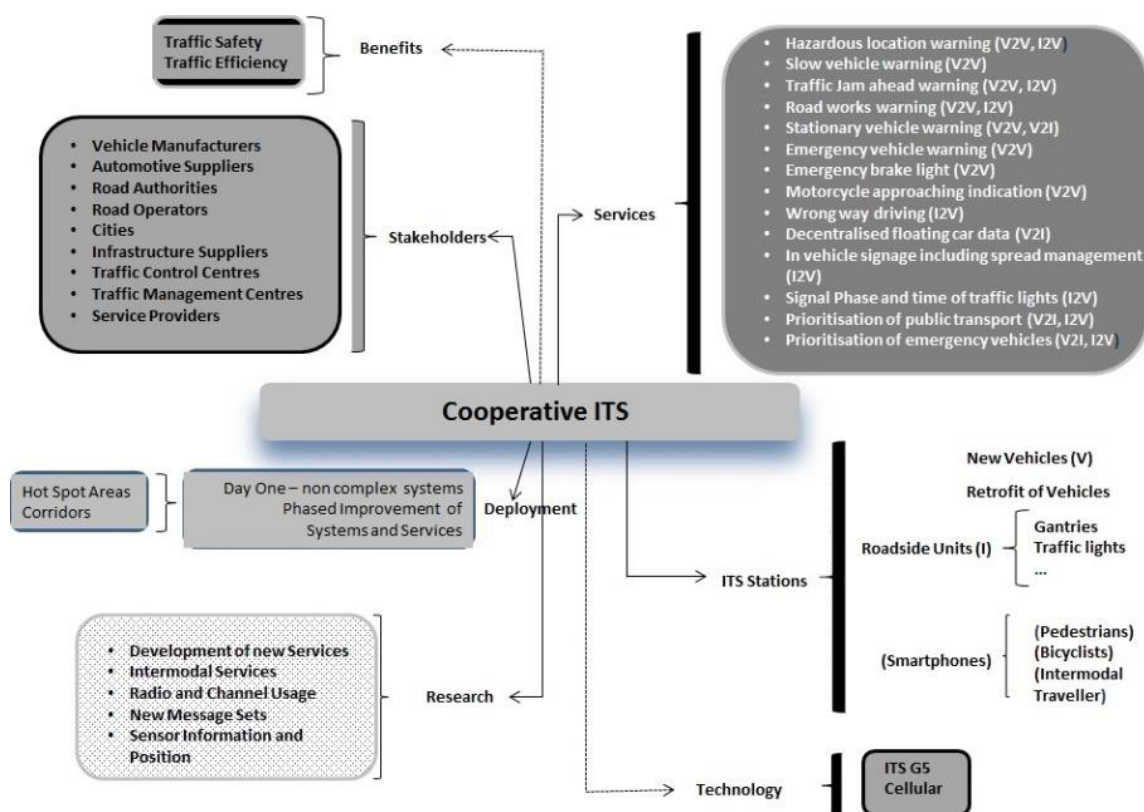 Traffic Safety
Traffic Efficiency
Benefits
• Vehicle Manufacturers
• Automotive Suppliers
• Road Authorities
• Road Operators
• Cities
• Infrastructure Suppliers
• Traffic Control Centres
• Traffic Management Centres
• Service Providers
Stakeholders
Services
• Hazardous location warning (V2V, I2V)
• Slow vehicle warning (V2V)
• Traffic Jam ahead warning (V2V, I2V)
• Road works warning (V2V, I2V)
• Stationary vehicle warning (V2V, V2I)
• Emergency vehicle warning (V2V)
• Emergency brake light (V2V)
• Motorcycle approaching indication (V2V)
• Wrong way driving (I2V)
• Decentralised floating car data (V2I)
• In vehicle signage including spread management
(I2V)
• Signal Phase and time of traffic lights (I2V)
• Prioritisation of public transport (V2I, I2V)
• Prioritisation of emergency vehicles (V2I, I2V)
Cooperative ITS
Hot Spot Areas
Corridors
Day One – non complex systems
Phased Improvement of
Systems and Services
Deployment
• Development of new Services
• Intermodal Services
• Radio and Channel Usage
• New Message Sets
• Sensor Information and
Position
Research
ITS Stations
New Vehicles (V)
Retrofit of Vehicles
Roadside Units (I)
Gantries
Traffic lights
...
(Smartphones)
(Pedestrians)
(Bicyclists)
(Intermodal
Traveller)
Technology
ITS G5
Cellular